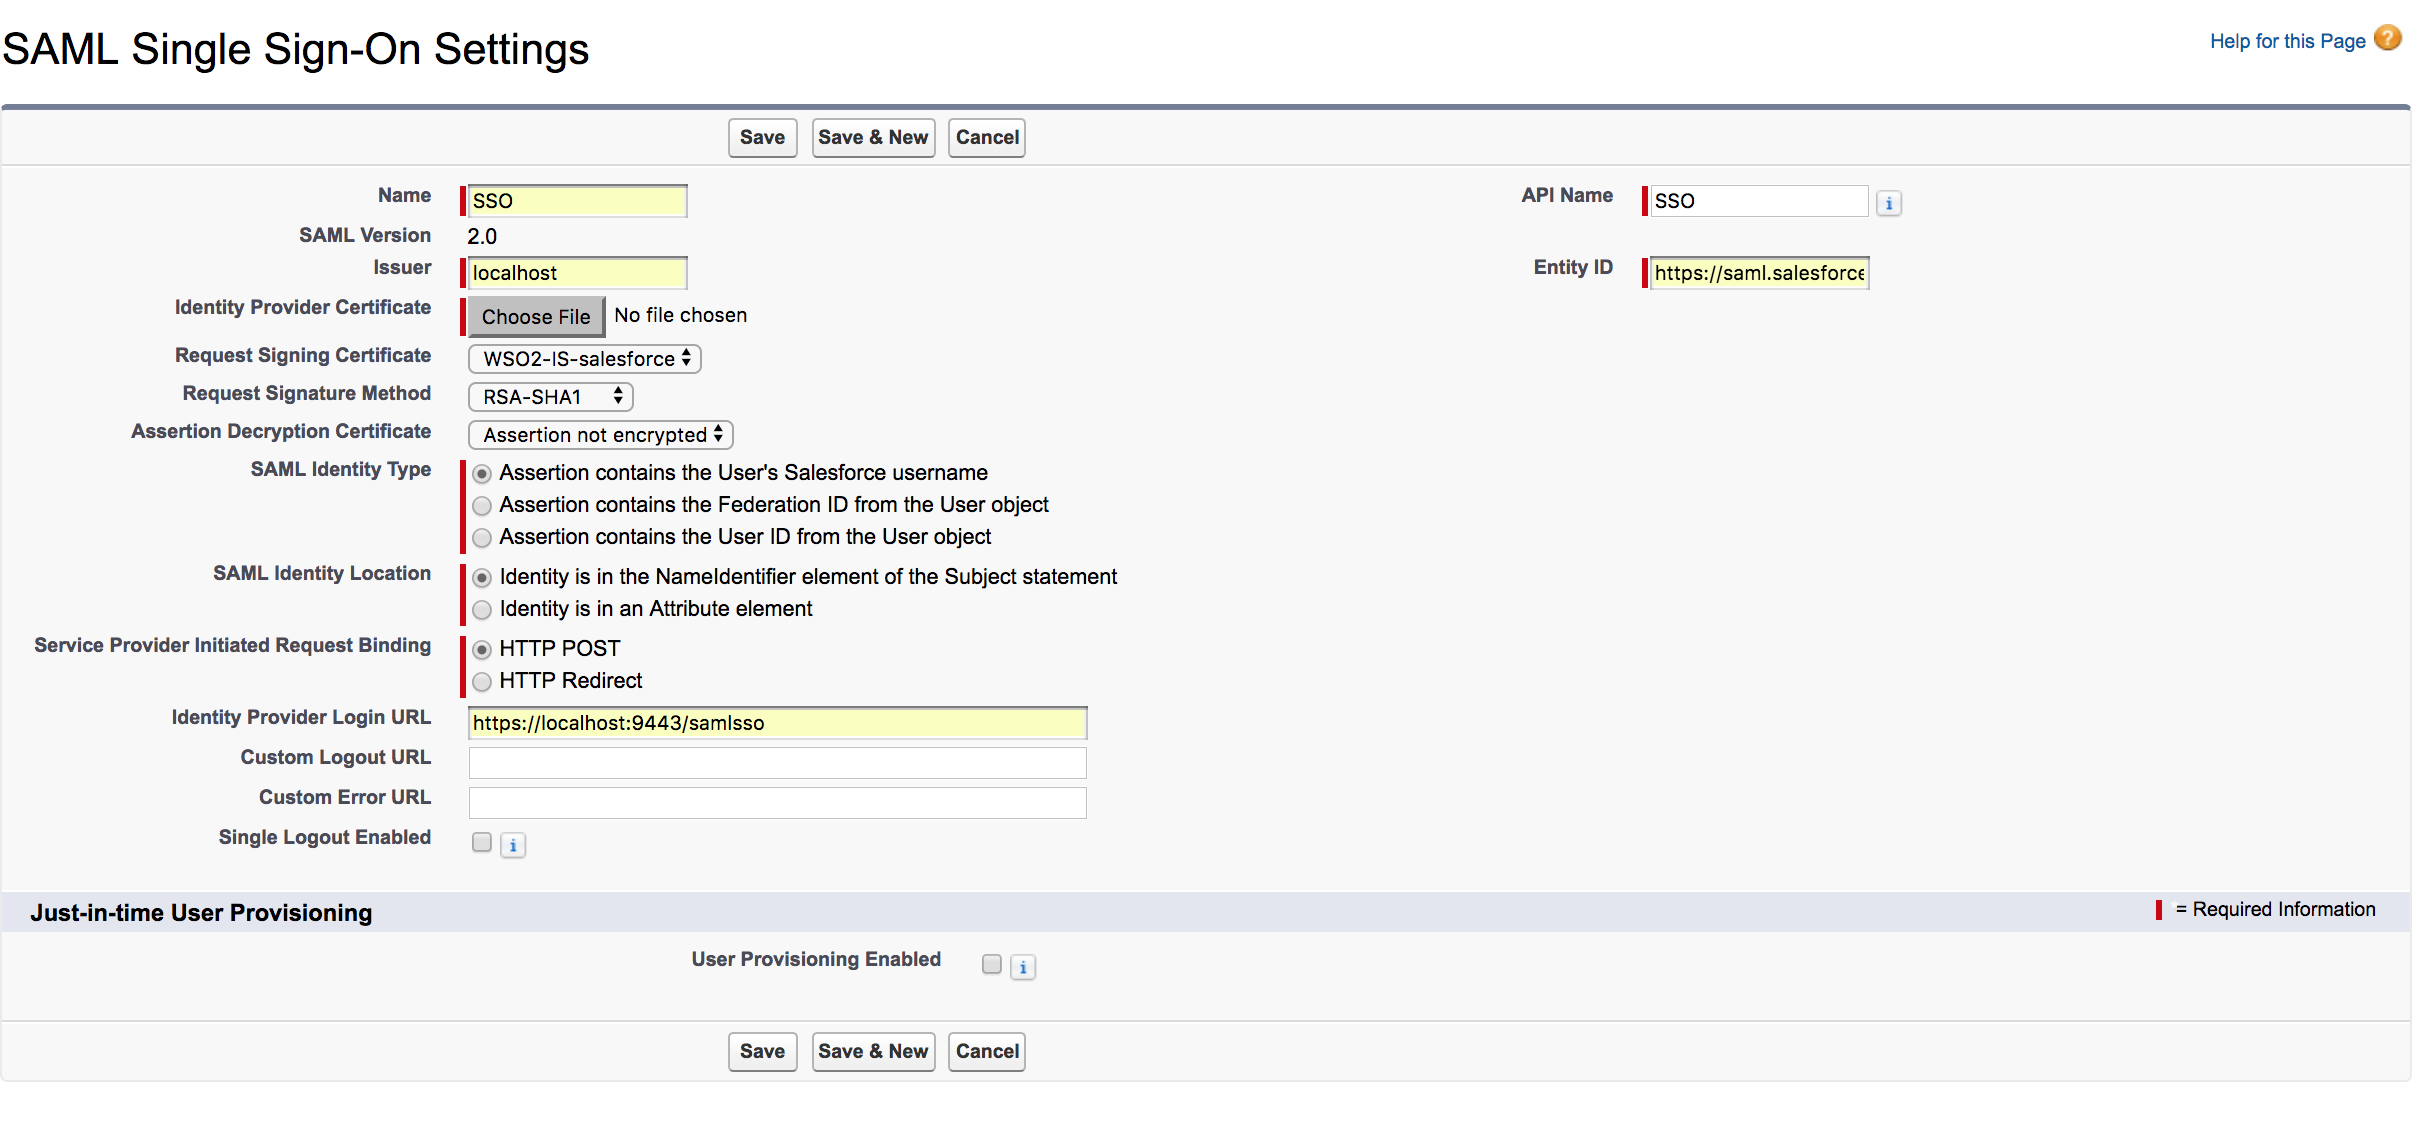 SAML Single Sign-On Settings
Help for this Page ?
Save Save & New Cancel
Name SSO API Name SSO i
SAML Version 2.0
Issuer localhost Entity ID https://saml.salesforce
Identity Provider Certificate Choose File No file chosen
Request Signing Certificate WSO2-IS-salesforce
Request Signature Method RSA-SHA1
Assertion Decryption Certificate Assertion not encrypted
SAML Identity Type Assertion contains the User's Salesforce username
Assertion contains the Federation ID from the User object
Assertion contains the User ID from the User object
SAML Identity Location Identity is in the NameIdentifier element of the Subject statement
Identity is in an Attribute element
Service Provider Initiated Request Binding HTTP POST
HTTP Redirect
Identity Provider Login URL https://localhost:9443/samlsso
Custom Logout URL
Custom Error URL
Single Logout Enabled i
Just-in-time User Provisioning = Required Information
User Provisioning Enabled i
Save Save & New Cancel